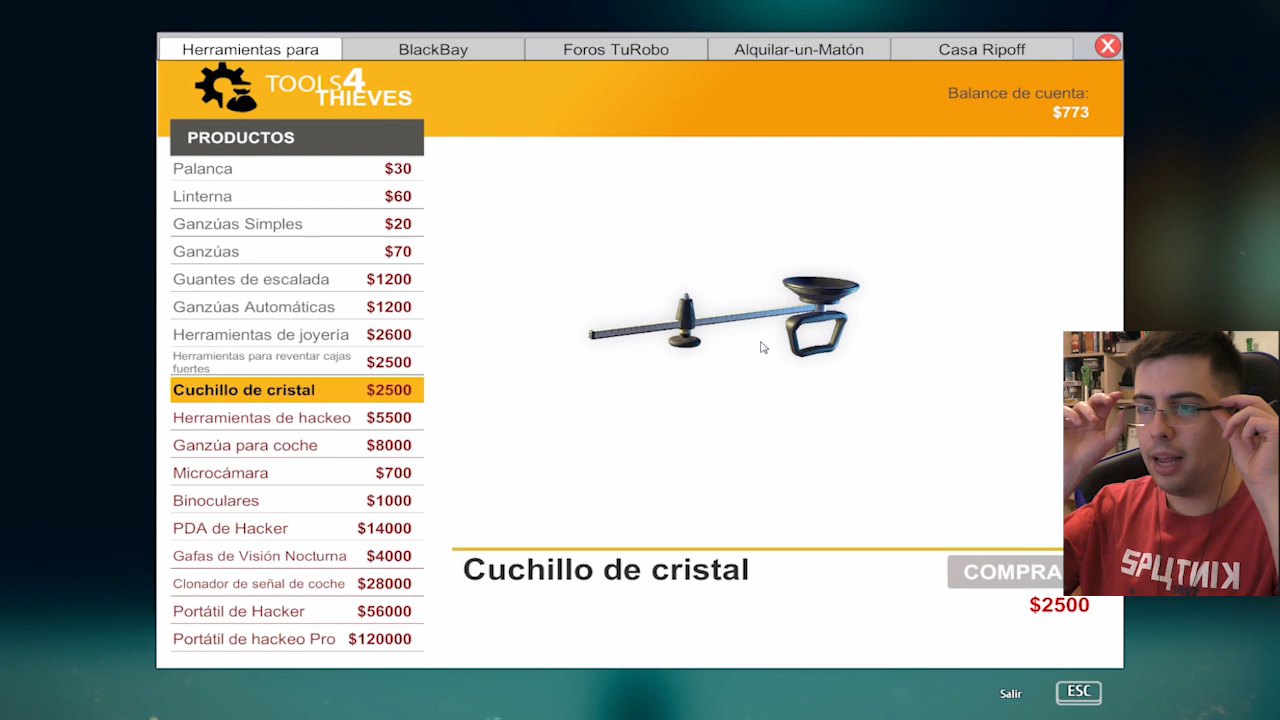 Herramientas para
BlackBay
Foros TuRobo
Alquilar-un-Matón
Casa Ripoff
X
TOOLS 4
THIEVES
Balance de cuenta:
$773
PRODUCTOS
Palanca $30
Linterna $60
Ganzúas Simples $20
Ganzúas $70
Guantes de escalada $1200
Ganzúas Automáticas $1200
Herramientas de joyería $2600
Herramientas para reventar cajas
fuertes $2500
Cuchillo de cristal $2500
Herramientas de hackeo $5500
Ganzúa para coche $8000
Microcámara $700
Binoculares $1000
PDA de Hacker $14000
Gafas de Visión Nocturna $4000
Clonador de señal de coche $28000
Portátil de Hacker $56000
Portátil de hackeo Pro $120000
Cuchillo de cristal
COMPRA
$2500
SPUTNIK
Salir ESC